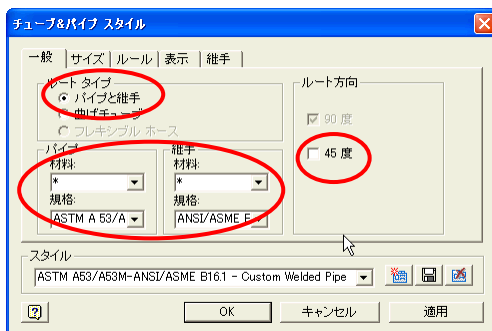 チューブ&パイプ スタイル
一般 サイズ ルール 表示 継手
ルート タイプ
パイプと継手
曲げチューブ
フレキシブル ホース
ルート方向
90 度
45 度
パイプ 継手
材料: 材料:
* *
規格: 規格:
ASTM A 53/A ANSI/ASME E
スタイル
ASTM A53/A53M-ANSI/ASME B16.1 - Custom Welded Pipe
OK キャンセル 適用